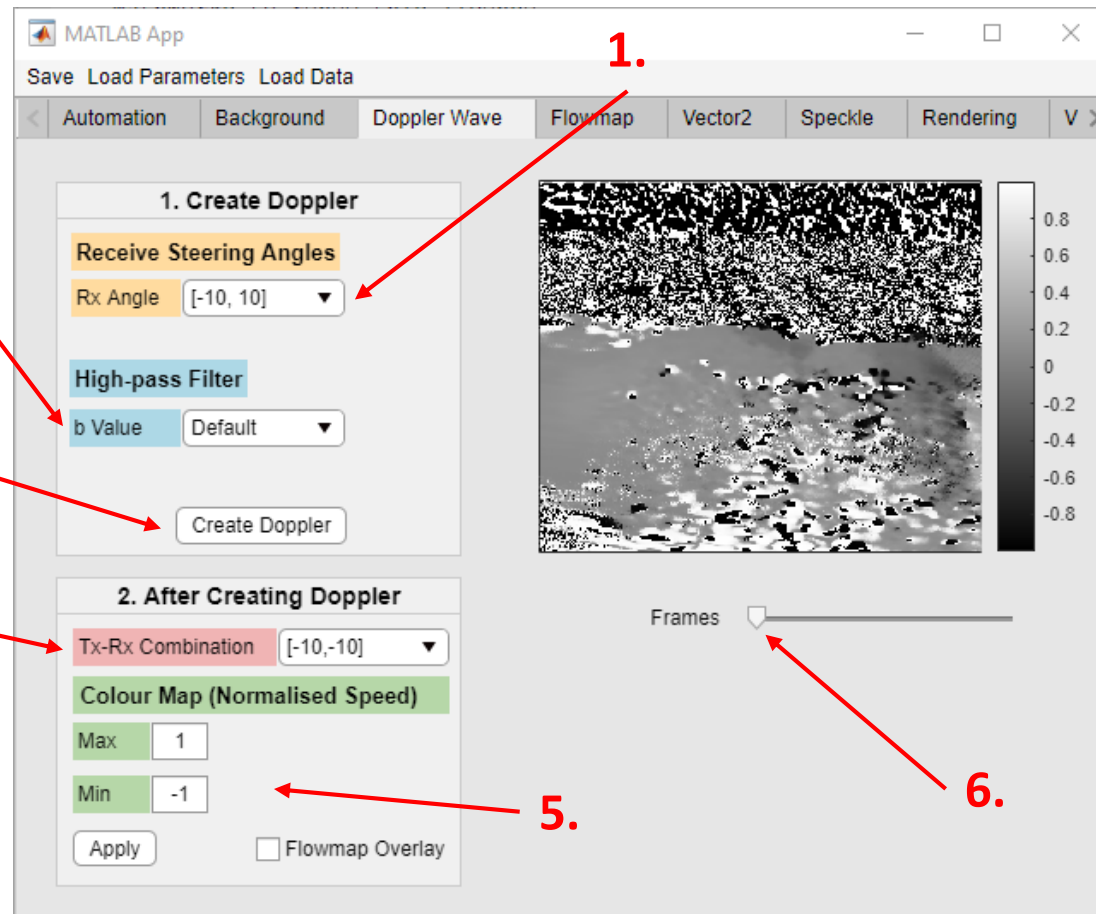 MATLAB App
1.
Save Load Parameters Load Data
Automation Background Doppler Wave Flowmap Vector2 Speckle Rendering V
1. Create Doppler
Receive Steering Angles
Rx Angle [-10, 10]
High-pass Filter
b Value Default
Create Doppler
0.8
0.6
0.4
0.2
0
-0.2
-0.4
-0.6
-0.8
2. After Creating Doppler
Tx-Rx Combination [-10,-10]
Colour Map (Normalised Speed)
Max 1
Min -1
Apply Flowmap Overlay
Frames
5.
6.